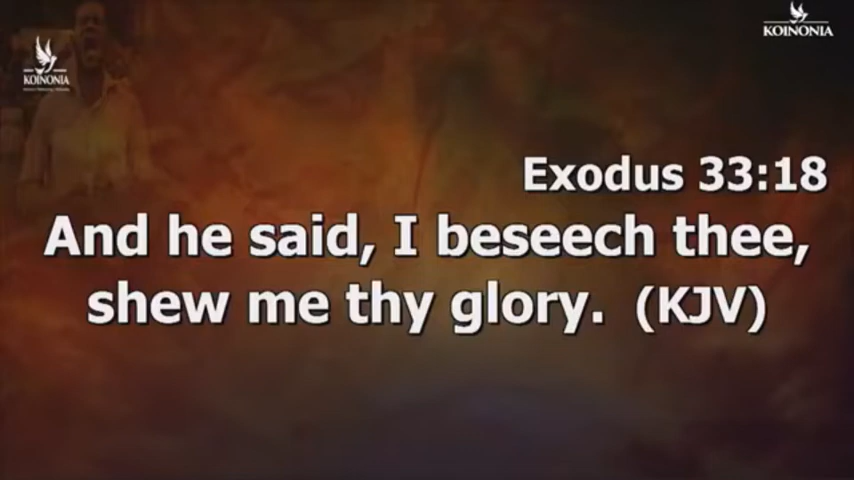 KOINONIA
KOINONIA
Exodus 33:18
And he said, I beseech thee,
shew me thy glory. (KJV)